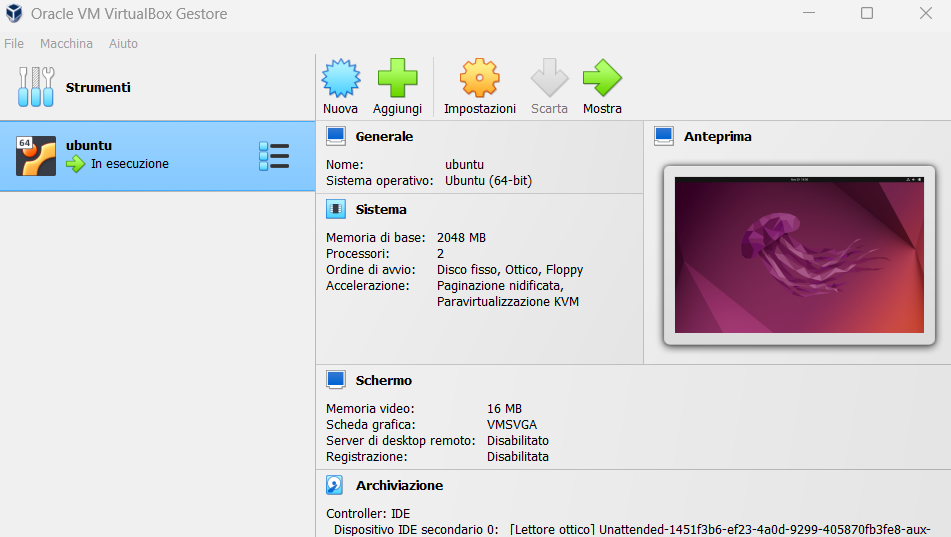 Oracle VM VirtualBox Gestore
File Macchina Aiuto
Strumenti
Nuova Aggiungi Impostazioni Scarta Mostra
64
ubuntu
In esecuzione
Generale
Nome: ubuntu
Sistema operativo: Ubuntu (64-bit)
Sistema
Memoria di base: 2048 MB
Processori: 2
Ordine di avvio: Disco fisso, Ottico, Floppy
Accelerazione: Paginazione nidificata,
Paravirtualizzazione KVM
Anteprima
Schermo
Memoria video: 16 MB
Scheda grafica: VMSVGA
Server di desktop remoto: Disabilitato
Registrazione: Disabilitata
Archiviazione
Controller: IDE
Dispositivo IDE secondario 0: [Lettore ottico] Unattended-1451f3b6-ef23-4a0d-9299-405870fb3fe8-aux-